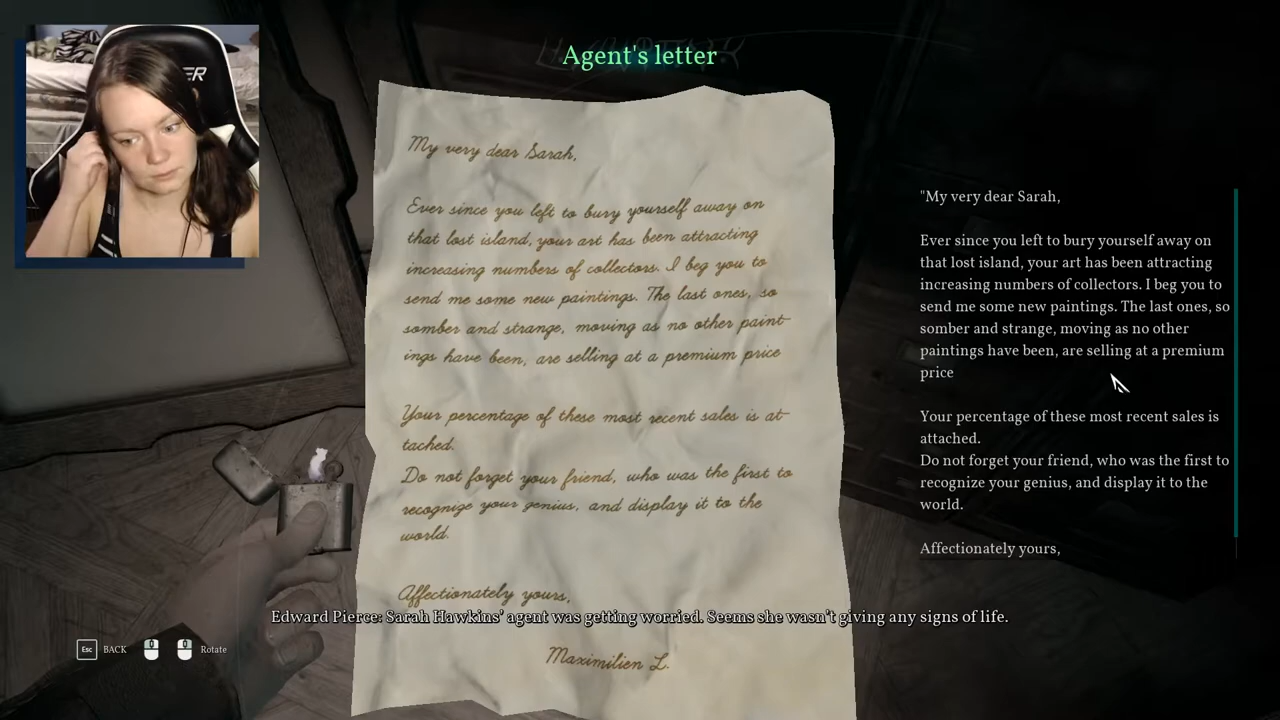 Agent's letter
My very dear Sarah,
Ever since you left to bury yourself away on
that lost island, your art has been attracting
increasing numbers of collectors. I beg you to
send me some new paintings. The last ones, so
somber and strange, moving as no other paint-
ings have been, are selling at a premium price
Your percentage of these most recent sales is at-
tached.
Do not forget your friend, who was the first to
recognize your genius, and display it to the
world.
Affectionately yours,
Maximilien L.
"My very dear Sarah,
Ever since you left to bury yourself away on
that lost island, your art has been attracting
increasing numbers of collectors. I beg you to
send me some new paintings. The last ones, so
somber and strange, moving as no other
paintings have been, are selling at a premium
price
Your percentage of these most recent sales is
attached.
Do not forget your friend, who was the first to
recognize your genius, and display it to the
world.
Affectionately yours,
Edward Pierce: Sarah Hawkins' agent was getting worried. Seems she wasn't giving any signs of life.
Esc BACK Rotate